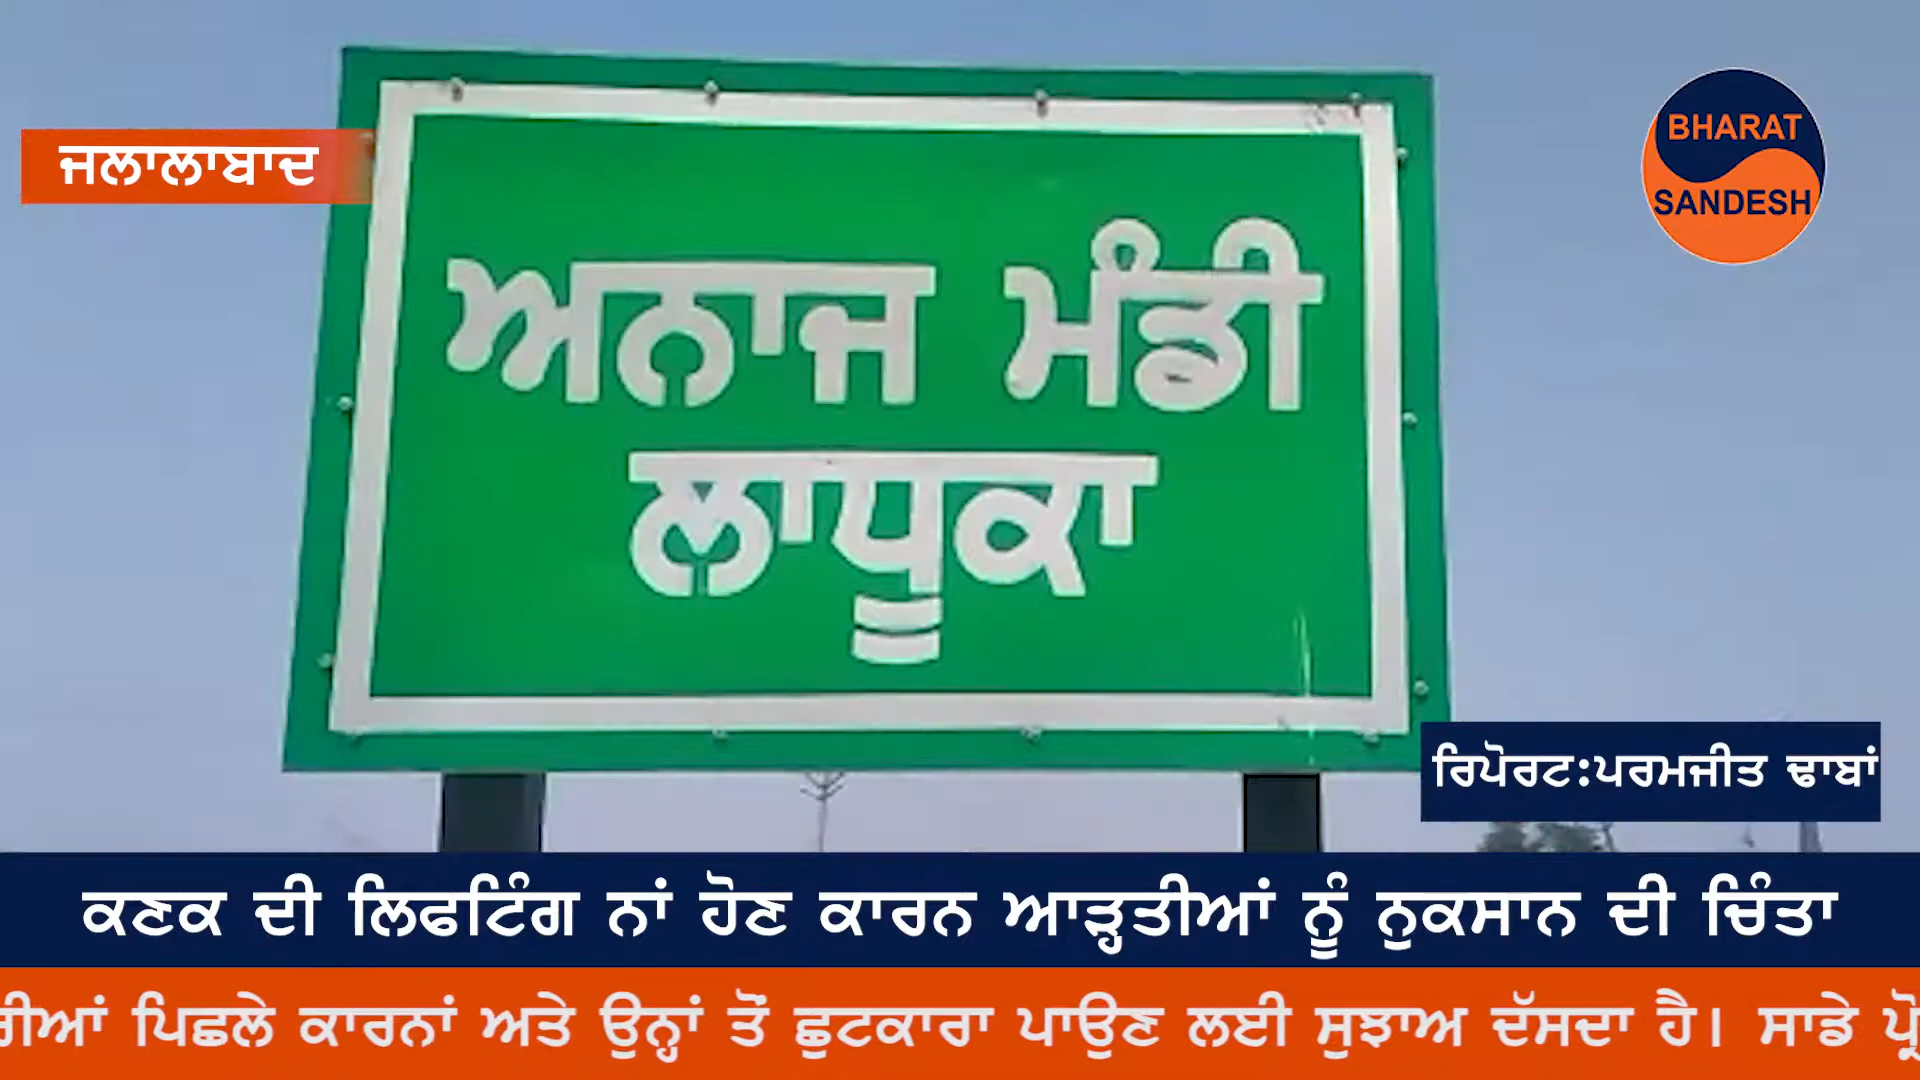 ਜਲਾਲਾਬਾਦ
BHARAT
SANDESH
ਅਨਾਜ ਮੰਡੀ
ਲਾਧੂਕਾ
ਰਿਪੋਰਟ:ਪਰਮਜੀਤ ਢਾਬਾਂ
ਕਣਕ ਦੀ ਲਿਫਟਿੰਗ ਨਾਂ ਹੋਣ ਕਾਰਨ ਆੜ੍ਹਤੀਆਂ ਨੂੰ ਨੁਕਸਾਨ ਦੀ ਚਿੰਤਾ
ਪਿਛਲੇ ਕਾਰਨਾਂ ਅਤੇ ਉਨ੍ਹਾਂ ਤੋਂ ਛੁਟਕਾਰਾ ਪਾਉਣ ਲਈ ਸੁਝਾਅ ਦੱਸਦਾ ਹੈ। ਸਾਡੇ